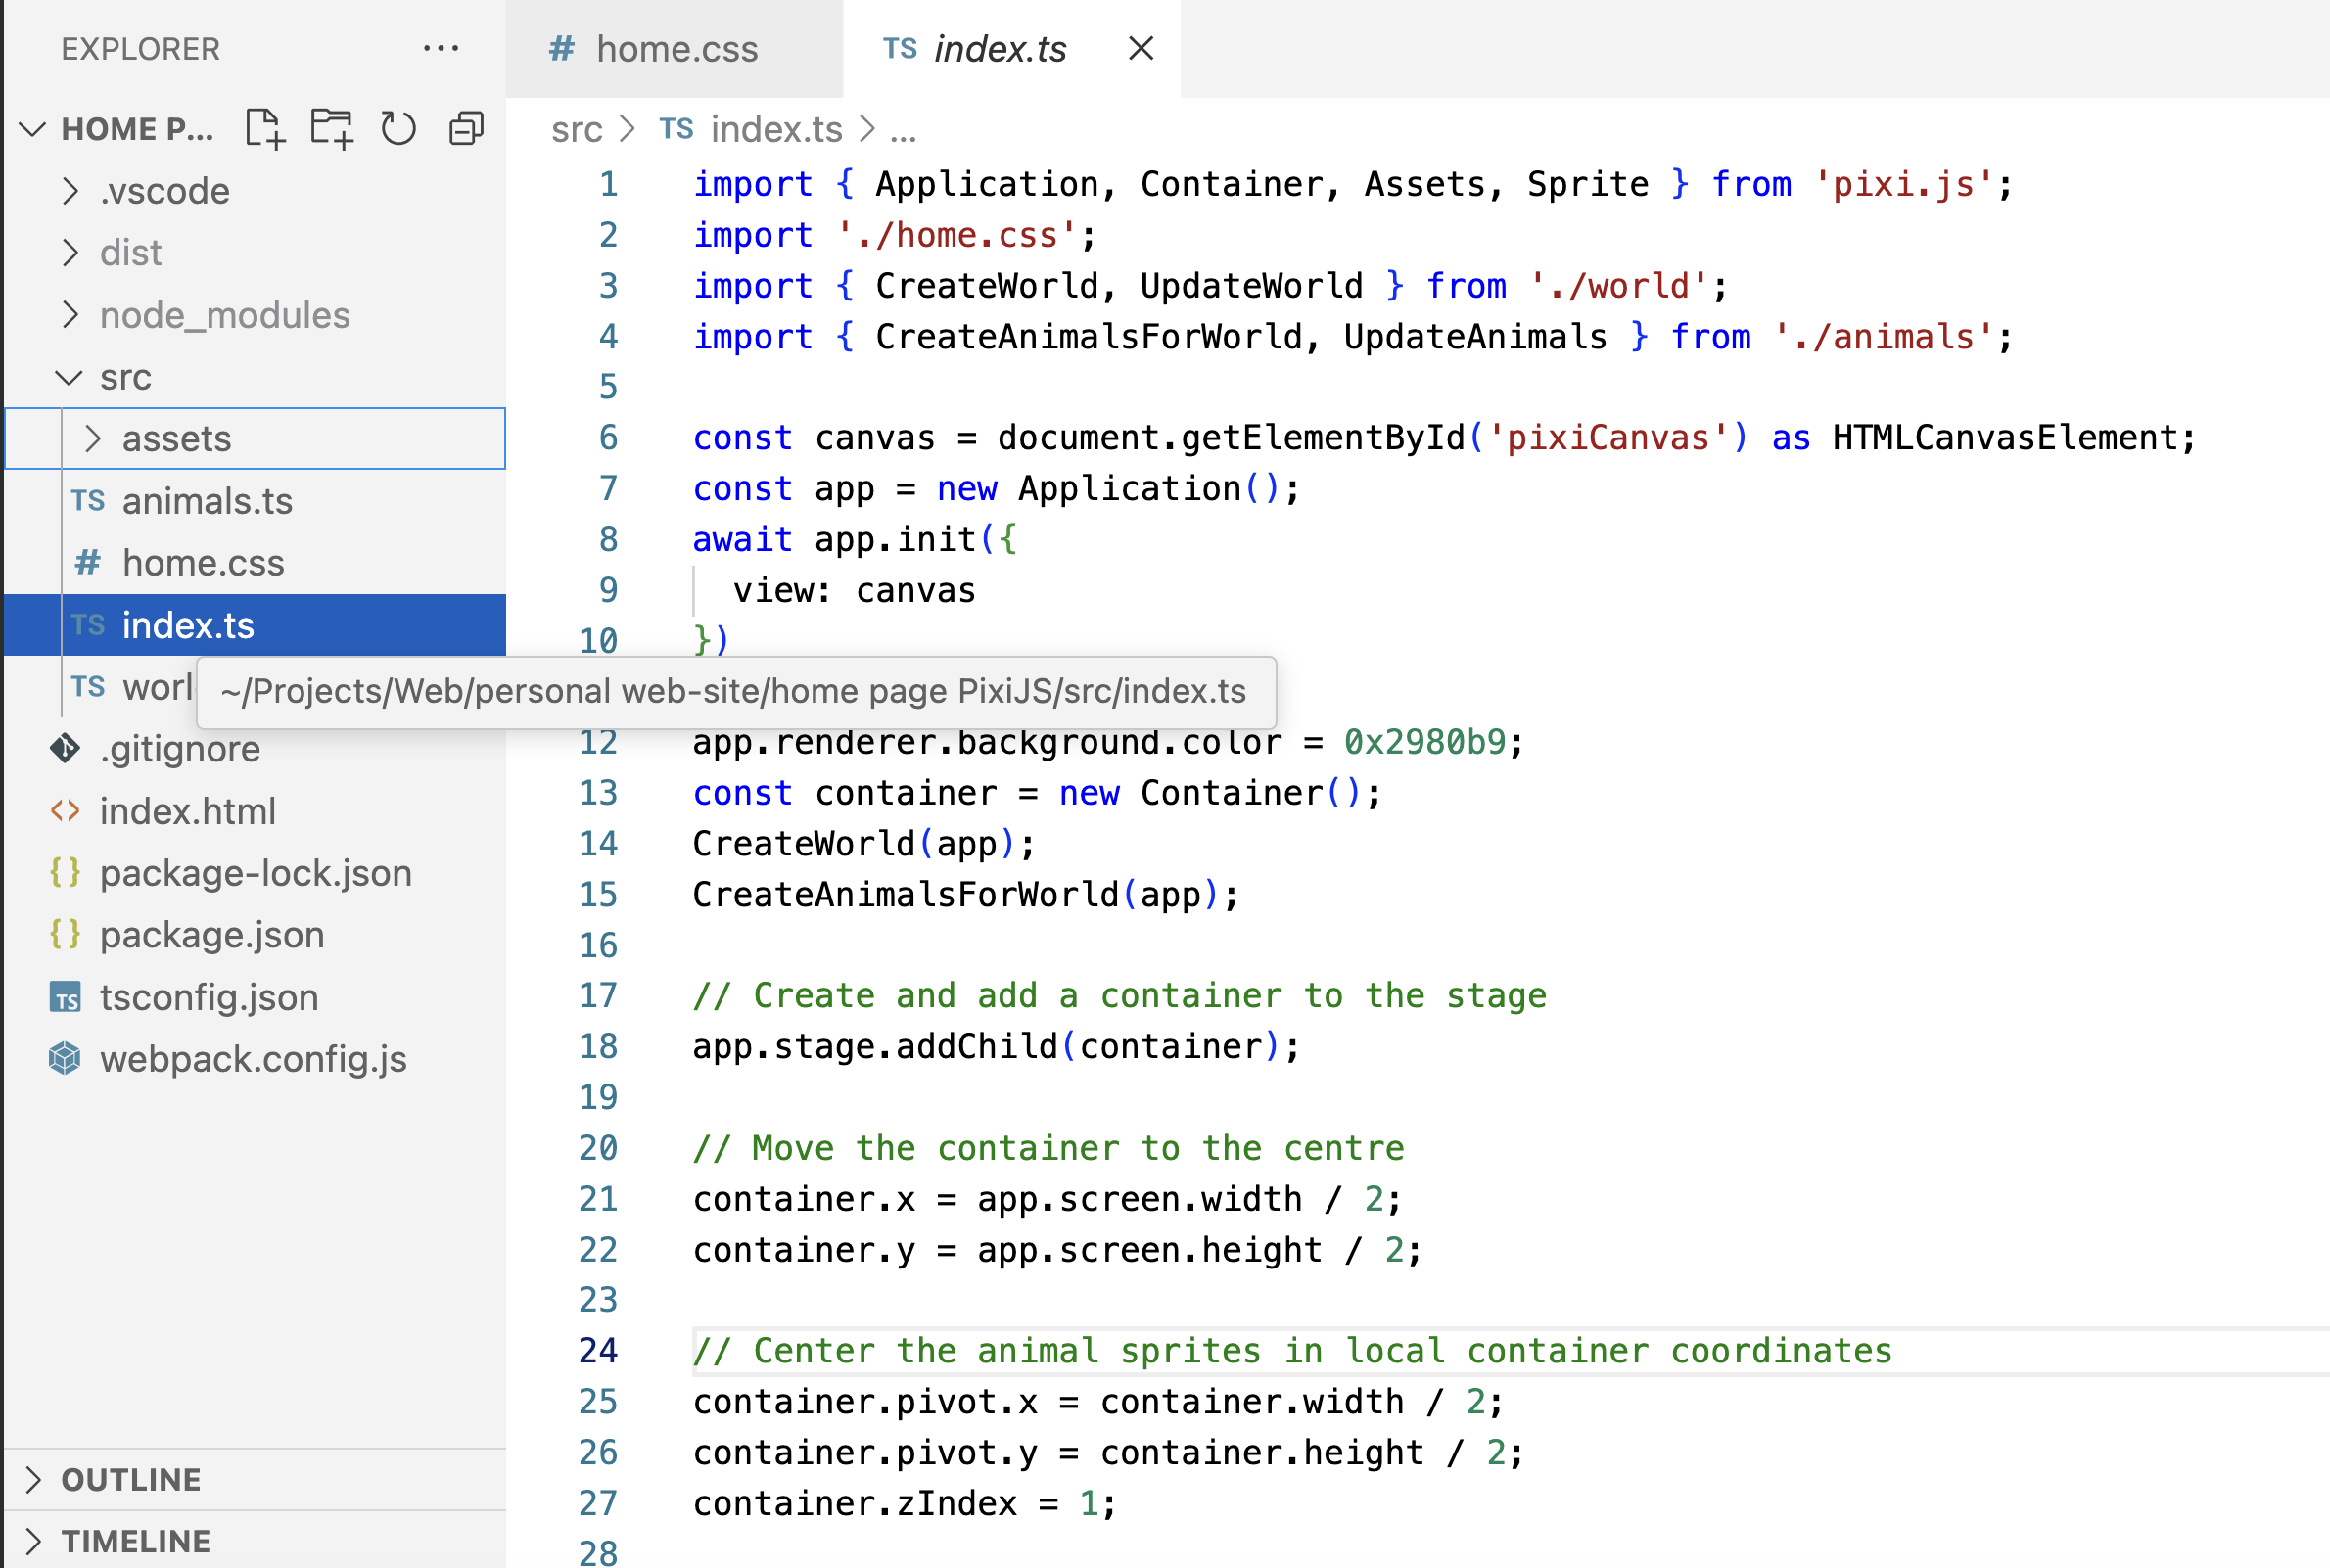 EXPLORER ...
HOME P...
.vscode
dist
node_modules
src
assets
TS animals.ts
# home.css
TS index.ts
TS worl
~/Projects/Web/personal web-site/home page PixiJS/src/index.ts
.gitignore
<> index.html
{} package-lock.json
{} package.json
TS tsconfig.json
webpack.config.js
OUTLINE
TIMELINE
# home.css
TS index.ts
src > TS index.ts > ...
1 import { Application, Container, Assets, Sprite } from 'pixi.js';
2 import './home.css';
3 import { CreateWorld, UpdateWorld } from './world';
4 import { CreateAnimalsForWorld, UpdateAnimals } from './animals';
5
6 const canvas = document.getElementById('pixiCanvas') as HTMLCanvasElement;
7 const app = new Application();
8 await app.init({
9 view: canvas
10 })
12 app.renderer.background.color = 0x2980b9;
13 const container = new Container();
14 CreateWorld(app);
15 CreateAnimalsForWorld(app);
16
17 // Create and add a container to the stage
18 app.stage.addChild(container);
19
20 // Move the container to the centre
21 container.x = app.screen.width / 2;
22 container.y = app.screen.height / 2;
23
24 // Center the animal sprites in local container coordinates
25 container.pivot.x = container.width / 2;
26 container.pivot.y = container.height / 2;
27 container.zIndex = 1;
28